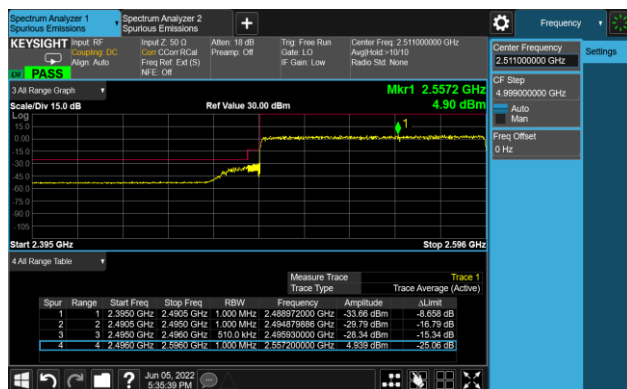 Spectrum Analyzer 1
Spurious Emissions
Spectrum Analyzer 2
Spurious Emissions
+
Frequency
KEYSIGHT
Input: RF
Coupling: DC
Align: Auto
Input Z: 50 Ω
Corr CCorr RCal
Freq Ref: Ext (S)
NFE: Off
Atten: 18 dB
Preamp: Off
Trig: Free Run
Gate: LO
IF Gain: Low
Center Freq: 2.511000000 GHz
Avg|Hold:>10/10
Radio Std: None
PASS
Center Frequency
2.511000000 GHz
Settings
CF Step
4.999000000 GHz
Auto
Man
Freq Offset
0 Hz
3 All Range Graph
Mkr1 2.5572 GHz
Scale/Div 15.0 dB
Ref Value 30.00 dBm
4.90 dBm
Log
15.0
0.00
-15.0
-30.0
-45.0
-60.0
-75.0
-90.0
-105
1
Start 2.395 GHz
Stop 2.596 GHz
4 All Range Table
Measure Trace Trace 1
Trace Type Trace Average (Active)
Spur Range Start Freq Stop Freq RBW Frequency Amplitude ΔLimit
1 1 2.3950 GHz 2.4905 GHz 1.000 MHz 2.488972000 GHz -33.66 dBm -8.658 dB
2 2 2.4905 GHz 2.4950 GHz 1.000 MHz 2.494879886 GHz -29.79 dBm -16.79 dB
3 3 2.4950 GHz 2.4960 GHz 510.0 kHz 2.495930000 GHz -28.34 dBm -15.34 dB
4 4 2.4960 GHz 2.5960 GHz 1.000 MHz 2.557200000 GHz 4.939 dBm -25.06 dB
?
Jun 05, 2022
5:35:39 PM